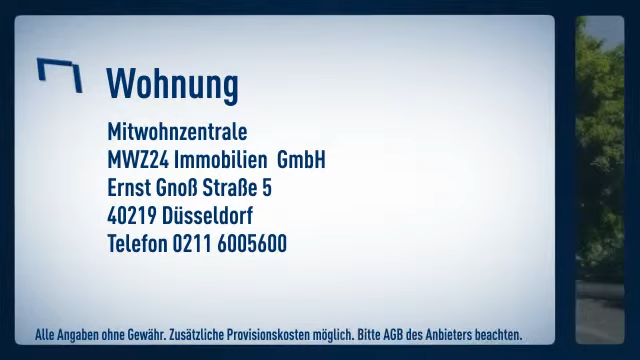 Wohnung
Mitwohnzentrale
MWZ24 Immobilien GmbH
Ernst Gnoß Straße 5
40219 Düsseldorf
Telefon 0211 6005600
Alle Angaben ohne Gewähr. Zusätzliche Provisionskosten möglich. Bitte AGB des Anbieters beachten.